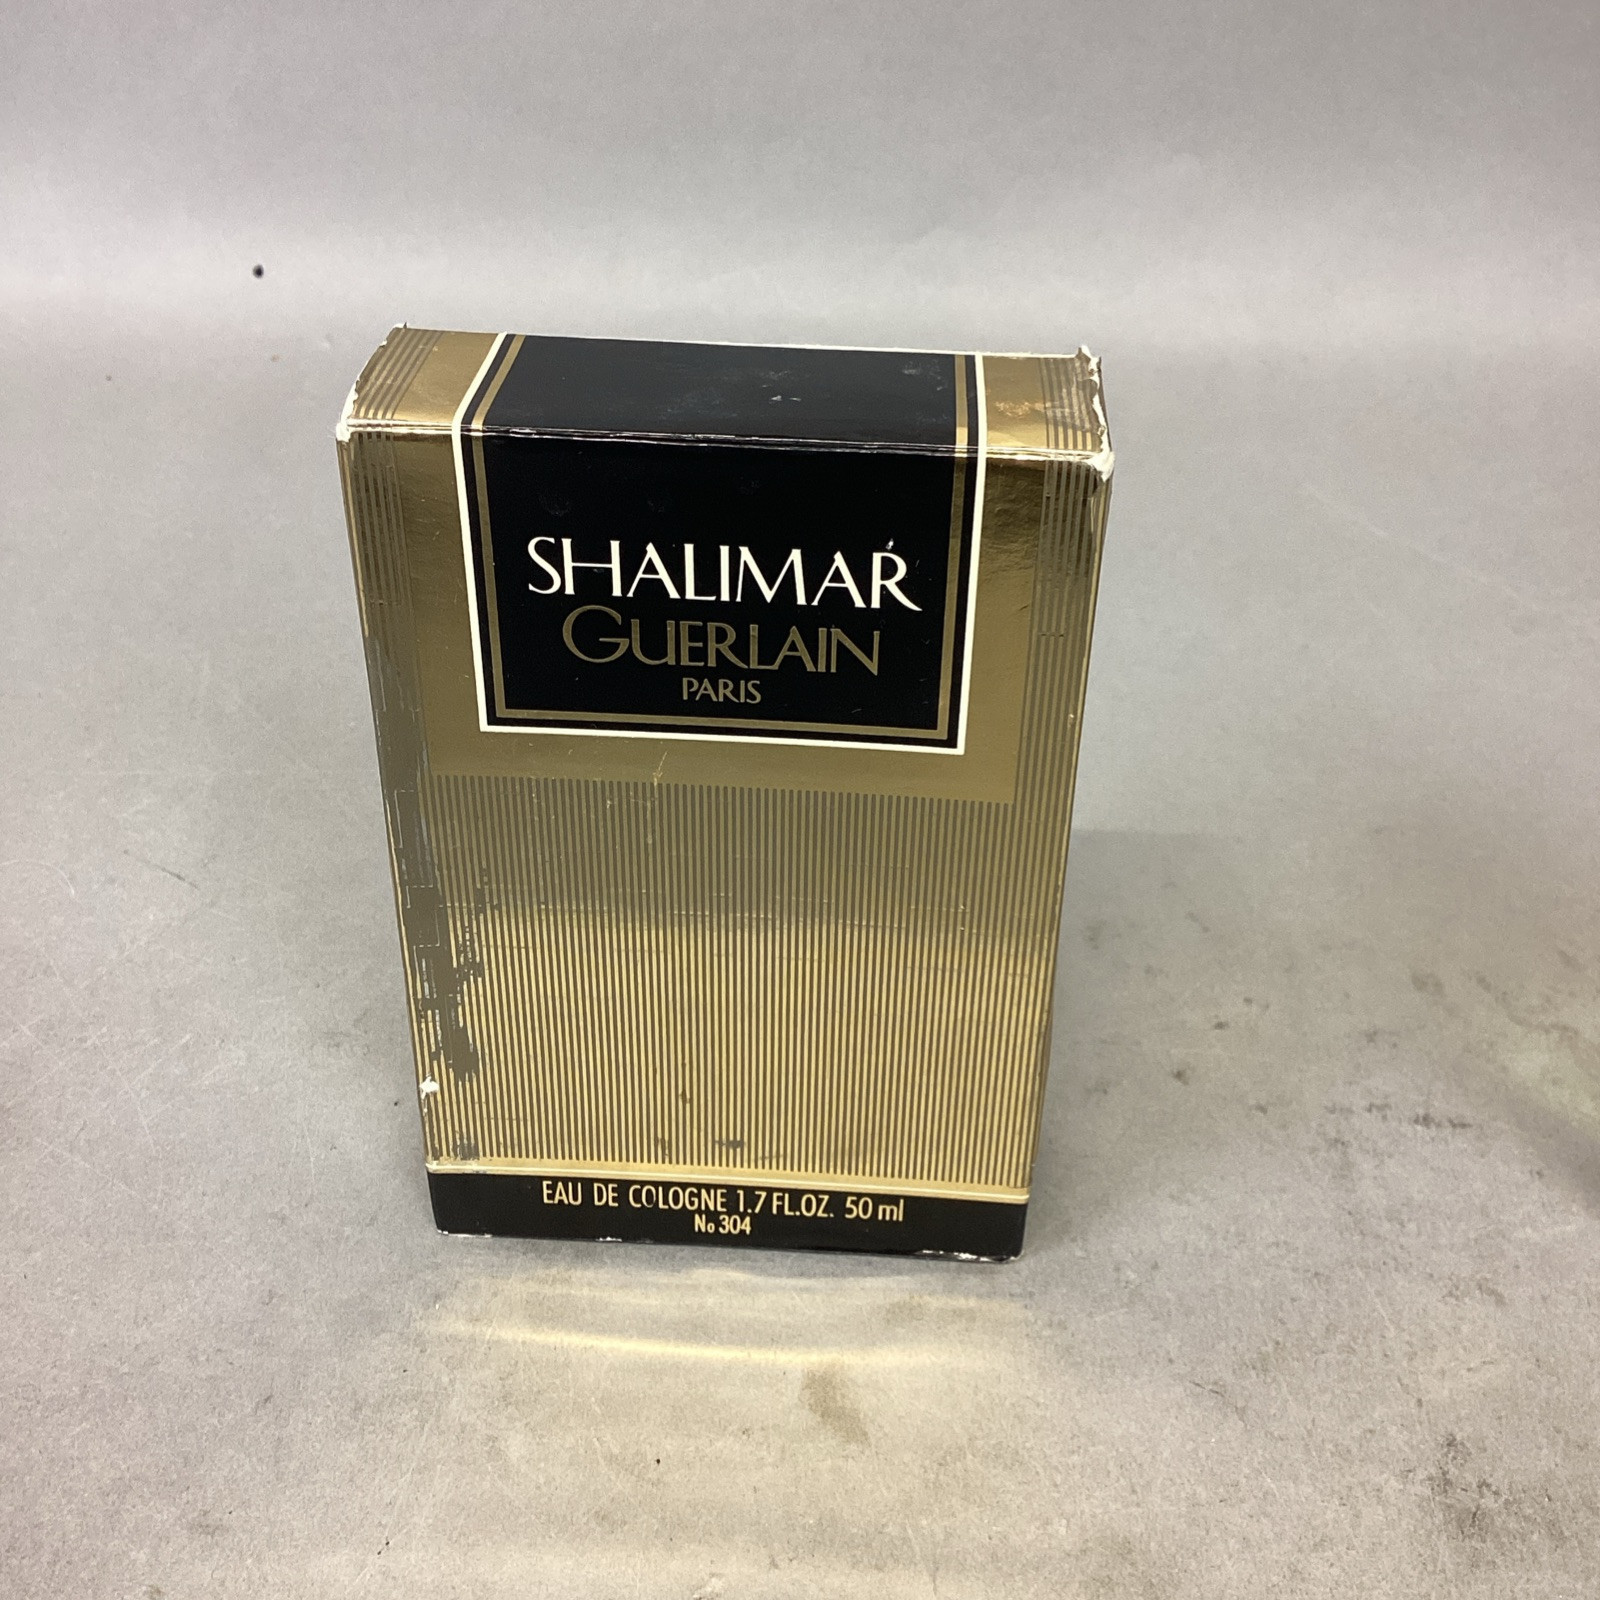 SHALIMAR
GUERLAIN
PARIS
EAU DE COLOGNE 1.7 FL.OZ. 50 ml
No 304